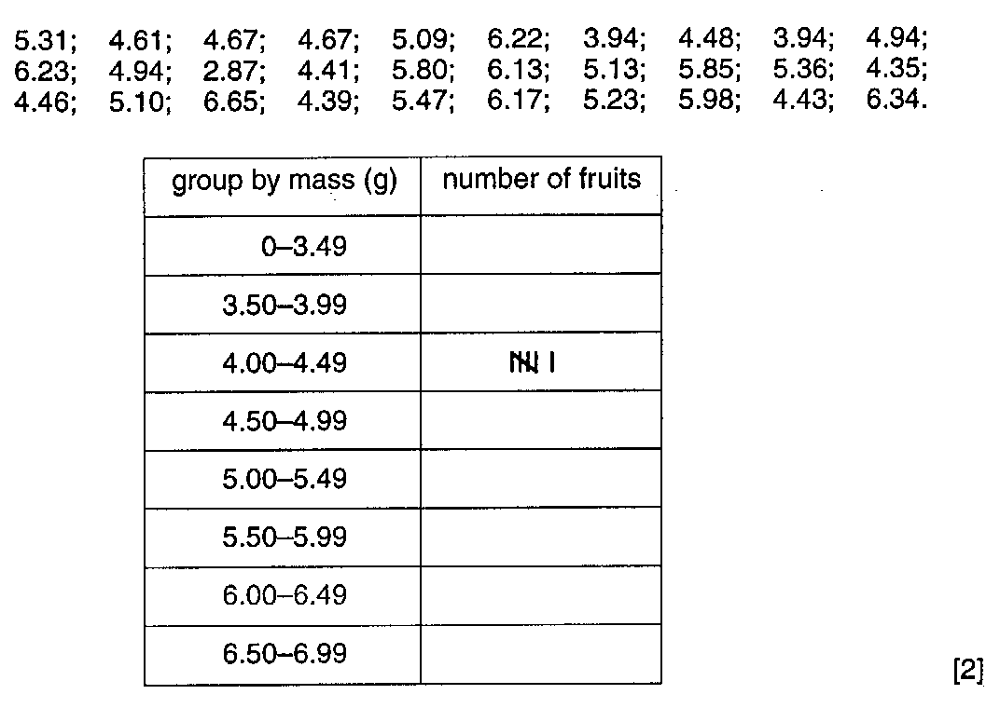 5.31; 4.61; 4.67; 4.67; 5.09; 6.22; 3.94; 4.48; 3.94; 4.94;
6.23; 4.94; 2.87; 4.41; 5.80; 6.13; 5.13; 5.85; 5.36; 4.35;
4.46; 5.10; 6.65; 4.39; 5.47; 6.17; 5.23; 5.98; 4.43; 6.34.
group by mass (g) number of fruits
0–3.49
3.50–3.99
4.00–4.49 𝍸 I
4.50–4.99
5.00–5.49
5.50–5.99
6.00–6.49
6.50–6.99
[2]